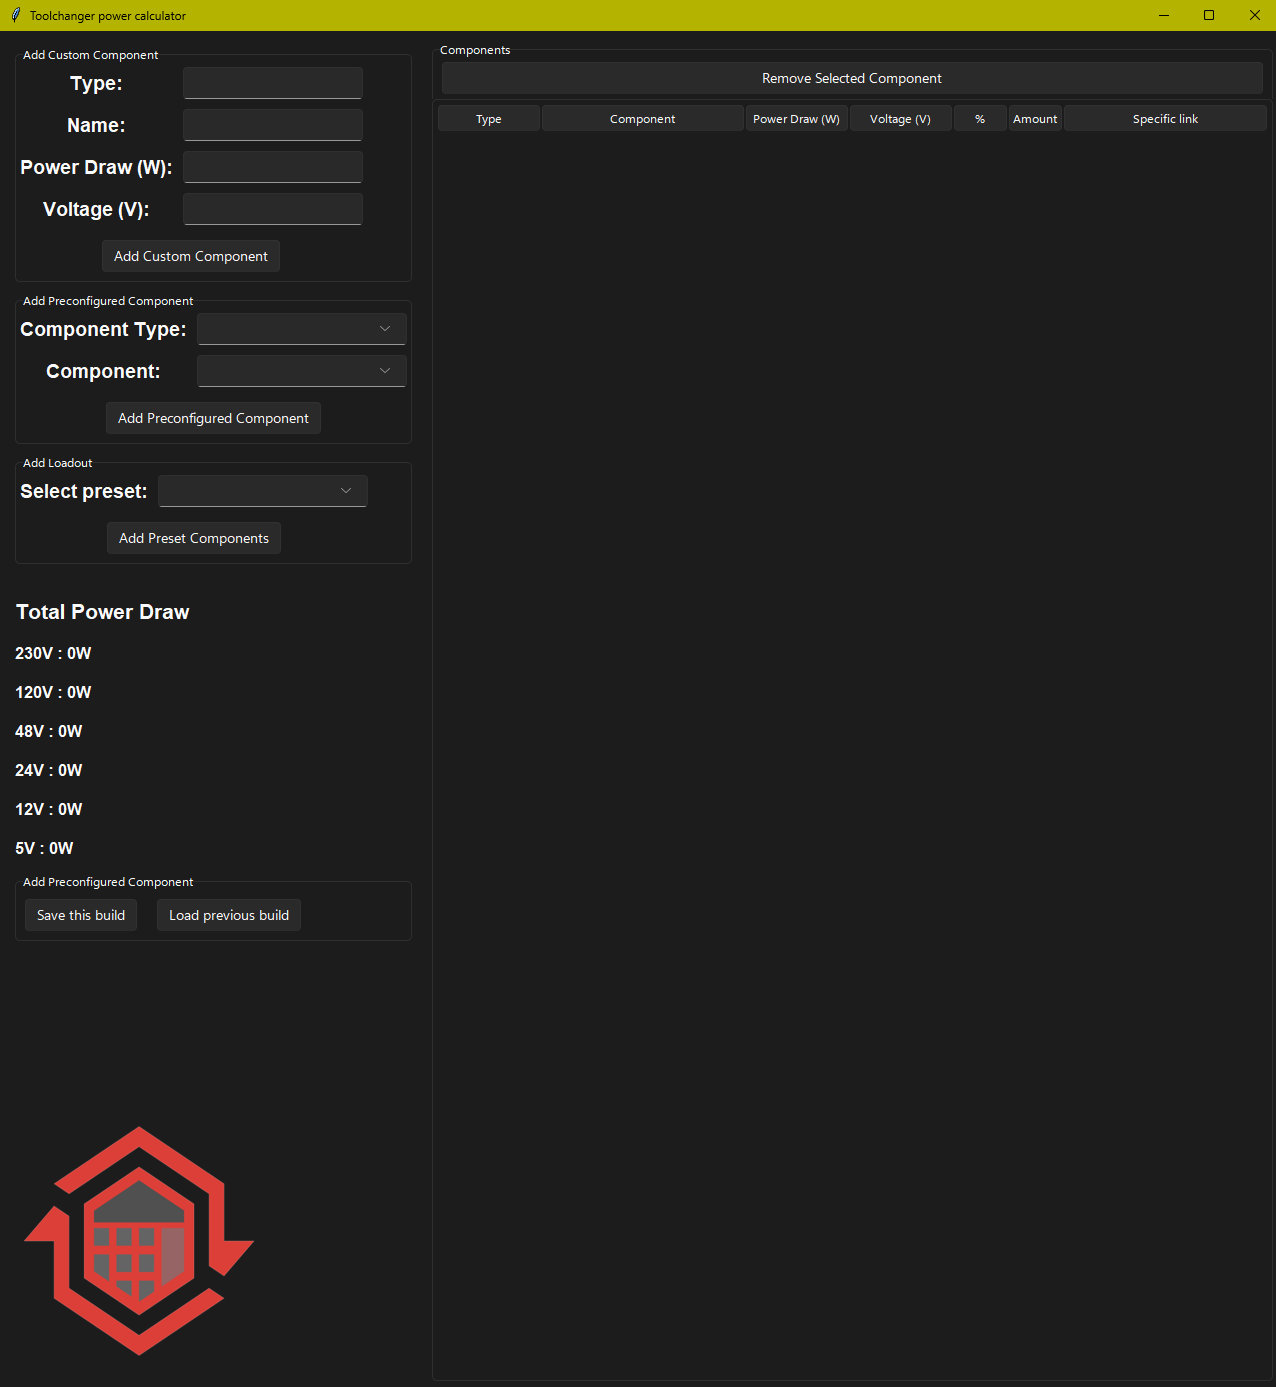 Toolchanger power calculator
Add Custom Component
Type:
Name:
Power Draw (W):
Voltage (V):
Add Custom Component
Add Preconfigured Component
Component Type:
Component:
Add Preconfigured Component
Add Loadout
Select preset:
Add Preset Components
Total Power Draw
230V : 0W
120V : 0W
48V : 0W
24V : 0W
12V : 0W
5V : 0W
Add Preconfigured Component
Save this build Load previous build
Components
Remove Selected Component
Type Component Power Draw (W) Voltage (V) % Amount Specific link